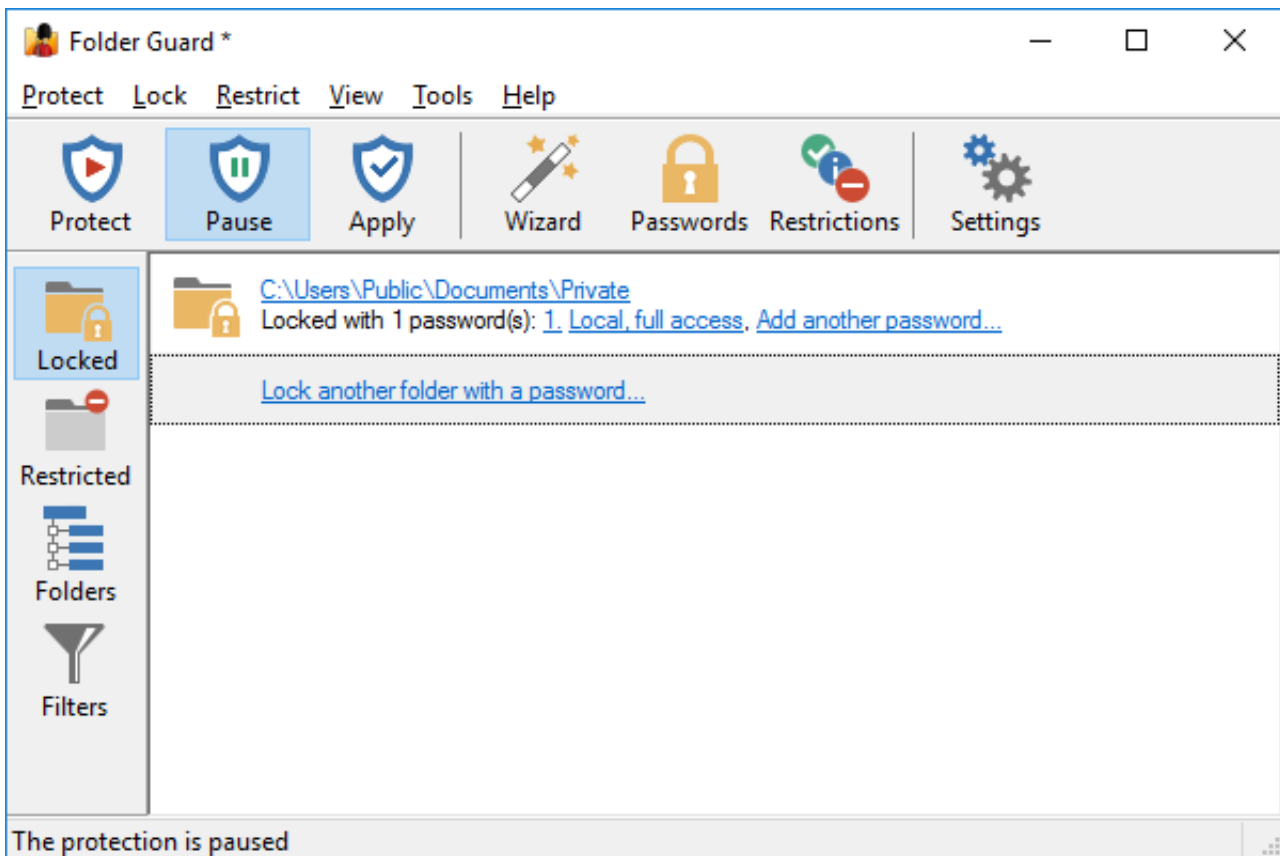 Folder Guard *
Protect Lock Restrict View Tools Help
Protect Pause Apply Wizard Passwords Restrictions Settings
Locked
Restricted
Folders
Filters
C:\Users\Public\Documents\Private
Locked with 1 password(s): 1. Local, full access, Add another password...
Lock another folder with a password...
The protection is paused